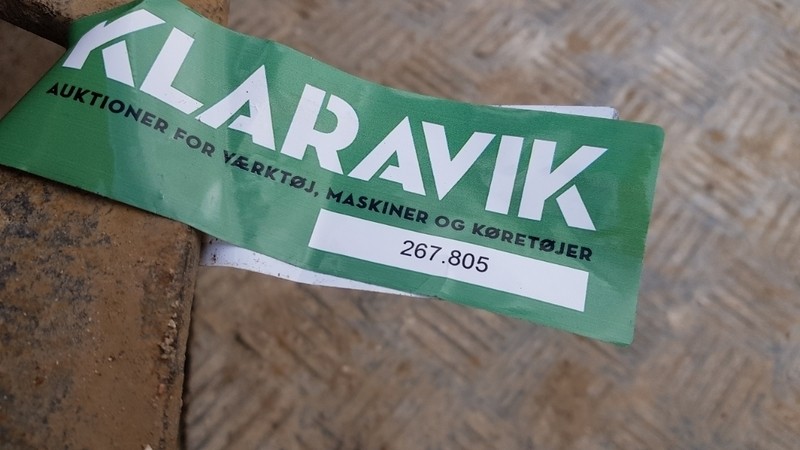 KLARAVIK
AUKTIONER FOR VÆRKTØJ, MASKINER OG KØRETØJER
267.805